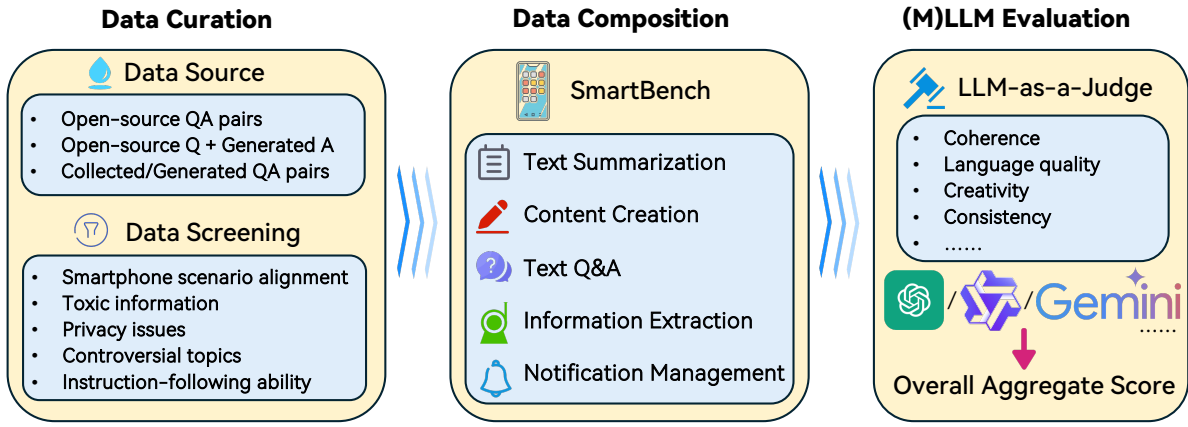 Data Curation
Data Source
• Open-source QA pairs
• Open-source Q + Generated A
• Collected/Generated QA pairs
Data Screening
• Smartphone scenario alignment
• Toxic information
• Privacy issues
• Controversial topics
• Instruction-following ability
Data Composition
SmartBench
Text Summarization
Content Creation
? Text Q&A
Information Extraction
Notification Management
(M)LLM Evaluation
LLM-as-a-Judge
• Coherence
• Language quality
• Creativity
• Consistency
• ......
/ / Gemini
......
Overall Aggregate Score